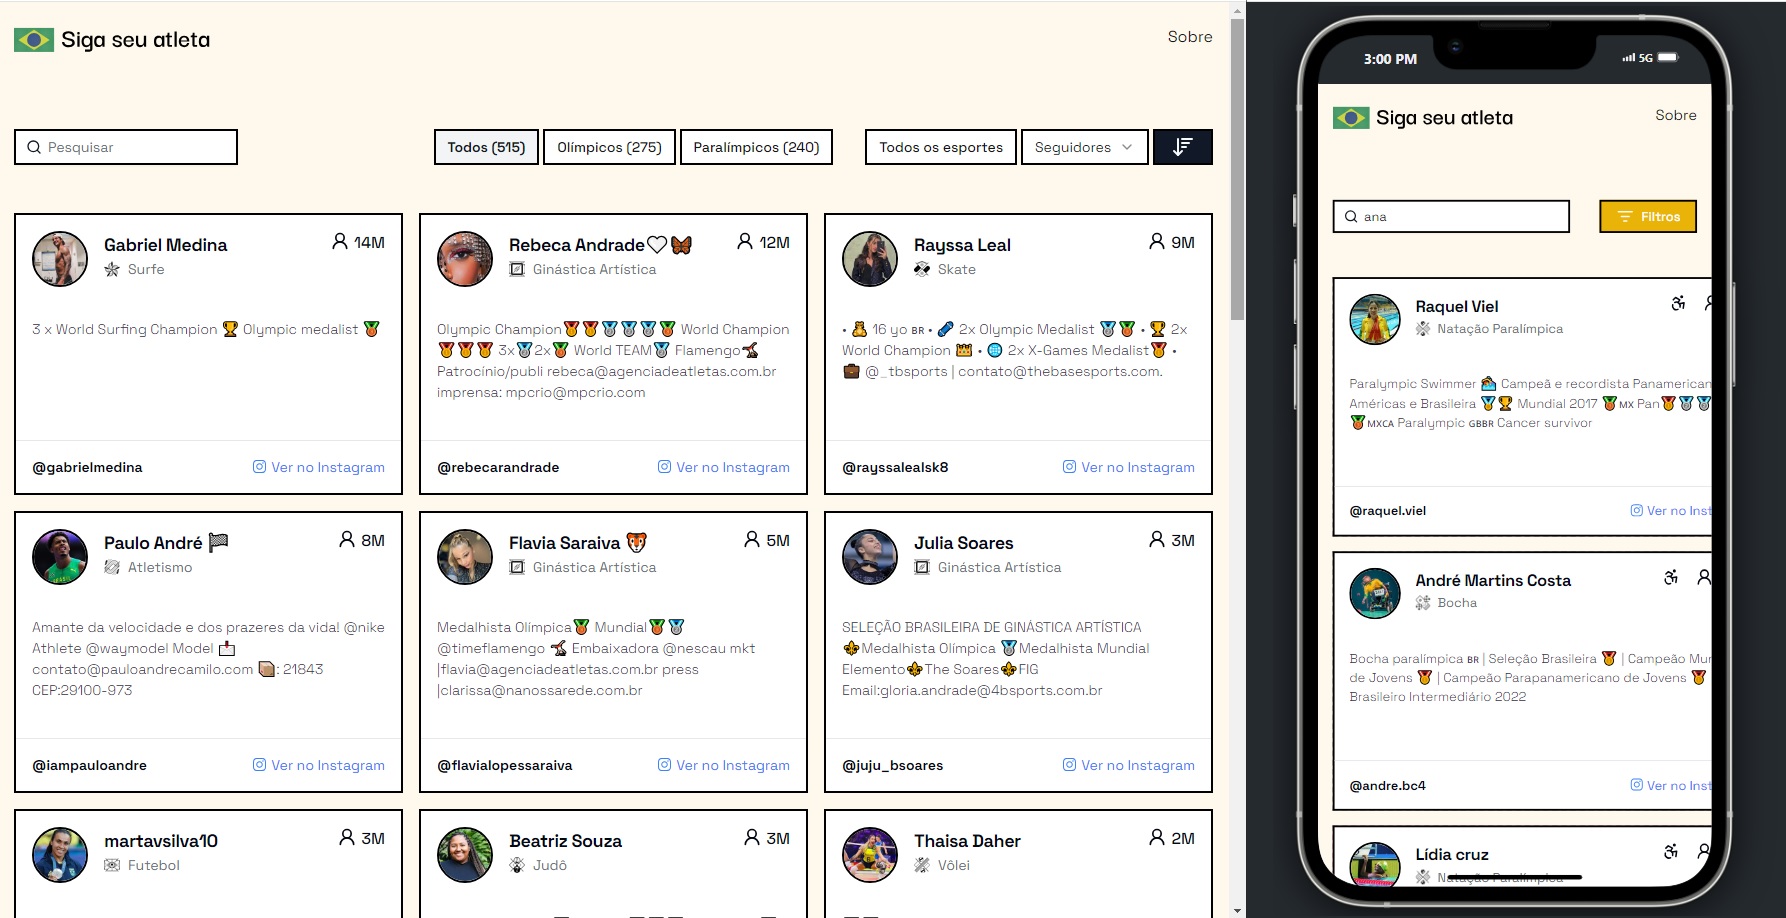 Siga seu atleta
Sobre
Pesquisar
Todos (515)
Olímpicos (275)
Paralímpicos (240)
Todos os esportes
Seguidores
Gabriel Medina
14M
Surfe
3 x World Surfing Champion 🏆 Olympic medalist 🥉
@gabrielmedina
Ver no Instagram
Rebeca Andrade🤍🦋
12M
Ginástica Artística
Olympic Champion🥇🥇🥈🥈🥈🥉 World Champion
🥇🥇🥇 3x🥈2x🥉 World TEAM🥈 Flamengo🦅
Patrocínio/publi rebeca@agenciadeatletas.com.br
imprensa: mpcrio@mpcrio.com
@rebecarandrade
Ver no Instagram
Rayssa Leal
9M
Skate
• 🧸 16 yo BR • 🛹 2x Olympic Medalist 🥈🥉 • 🏆 2x
World Champion 👑 • 🌐 2x X-Games Medalist🥇 •
💼 @_tbsports | contato@thebasesports.com.
@rayssalealsk8
Ver no Instagram
Paulo André 🏁
8M
Atletismo
Amante da velocidade e dos prazeres da vida! @nike
Athlete @waymodel Model 📩
contato@pauloandrecamilo.com 📦: 21843
CEP:29100-973
@iampauloandre
Ver no Instagram
Flavia Saraiva 🐯
5M
Ginástica Artística
Medalhista Olímpica🥉 Mundial🥉🥈
@timeflamengo 🦅 Embaixadora @nescau mkt
|flavia@agenciadeatletas.com.br press
|clarissa@nanossarede.com.br
@flavialopessaraiva
Ver no Instagram
Julia Soares
3M
Ginástica Artística
SELEÇÃO BRASILEIRA DE GINÁSTICA ARTÍSTICA
⚜️Medalhista Olímpica 🥈Medalhista Mundial
Elemento⚜️The Soares⚜️FIG
Email:gloria.andrade@4bsports.com.br
@juju_bsoares
Ver no Instagram
martavsilva10
3M
Futebol
Beatriz Souza
3M
Judô
Thaisa Daher
2M
Vôlei
3:00 PM
5G
Siga seu atleta
Sobre
ana
Filtros
Raquel Viel
Natação Paralímpica
Paralympic Swimmer 🏊 Campeã e recordista Panamerican
Américas e Brasileira 🥈🏆 Mundial 2017 🥉MX Pan🥇🥈🥈
🥉MXCA Paralympic GBBR Cancer survivor
@raquel.viel
Ver no Inst
André Martins Costa
Bocha
Bocha paralímpica BR | Seleção Brasileira 🥇 | Campeão Mur
de Jovens 🥇 | Campeão Parapanamericano de Jovens 🥇
Brasileiro Intermediário 2022
@andre.bc4
Ver no Inst
Lídia cruz
Natação Paralímpica